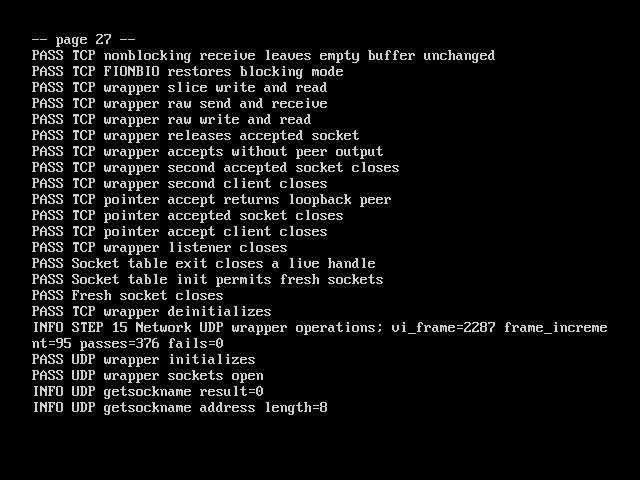 -- page 27 --
PASS TCP nonblocking receive leaves empty buffer unchanged
PASS TCP FIONBIO restores blocking mode
PASS TCP wrapper slice write and read
PASS TCP wrapper raw send and receive
PASS TCP wrapper raw write and read
PASS TCP wrapper releases accepted socket
PASS TCP wrapper accepts without peer output
PASS TCP wrapper second accepted socket closes
PASS TCP wrapper second client closes
PASS TCP pointer accept returns loopback peer
PASS TCP pointer accepted socket closes
PASS TCP pointer accept client closes
PASS TCP wrapper listener closes
PASS Socket table exit closes a live handle
PASS Socket table init permits fresh sockets
PASS Fresh socket closes
PASS TCP wrapper deinitializes
INFO STEP 15 Network UDP wrapper operations; vi_frame=2287 frame_increme
nt=95 passes=376 fails=0
PASS UDP wrapper initializes
PASS UDP wrapper sockets open
INFO UDP getsockname result=0
INFO UDP getsockname address length=8